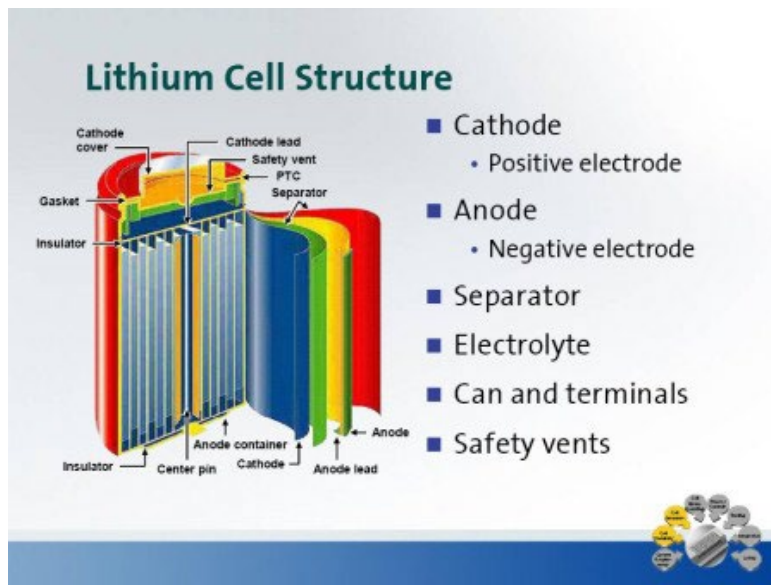 Lithium Cell Structure
Cathode
cover
Cathode lead
Safety vent
PTC
Separator
Gasket
Insulator
Anode
Anode container
Cathode
Insulator
Center pin
Anode lead
Cathode
Positive electrode
Anode
Negative electrode
Separator
Electrolyte
Can and terminals
Safety vents